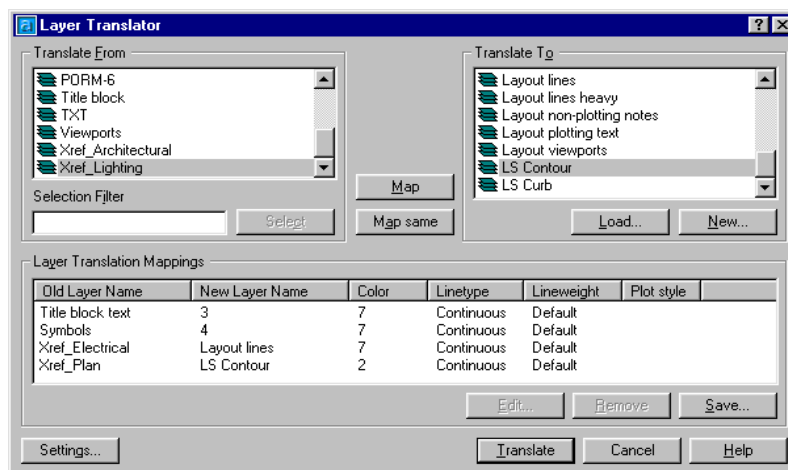 Layer Translator
Translate From
PORM-6
Title block
TXT
Viewports
Xref_Architectural
Xref_Lighting
Selection Filter
Select
Map
Map same
Translate To
Layout lines
Layout lines heavy
Layout non-plotting notes
Layout plotting text
Layout viewports
LS Contour
LS Curb
Load... New...
Layer Translation Mappings
Old Layer Name New Layer Name Color Linetype Lineweight Plot style
Title block text 3 7 Continuous Default
Symbols 4 7 Continuous Default
Xref_Electrical Layout lines 7 Continuous Default
Xref_Plan LS Contour 2 Continuous Default
Edit... Remove Save...
Settings... Translate Cancel Help